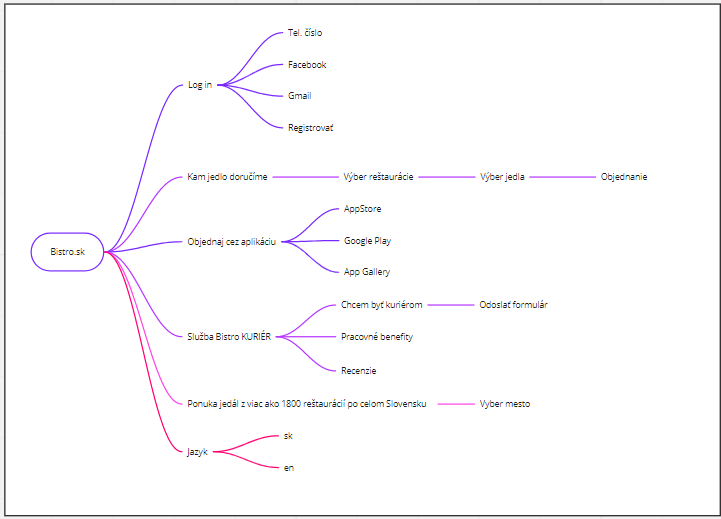 Tel. číslo
Facebook
Log in
Gmail
Registrovať
Kam jedlo doručíme
Výber reštaurácie
Výber jedla
Objednanie
AppStore
Objednaj cez aplikáciu
Google Play
Bistro.sk
App Gallery
Chcem byť kuriérom
Odoslať formulár
Služba Bistro KURIÉR
Pracovné benefity
Recenzie
Ponuka jedál z viac ako 1800 reštaurácií po celom Slovensku
Vyber mesto
sk
Jazyk
en